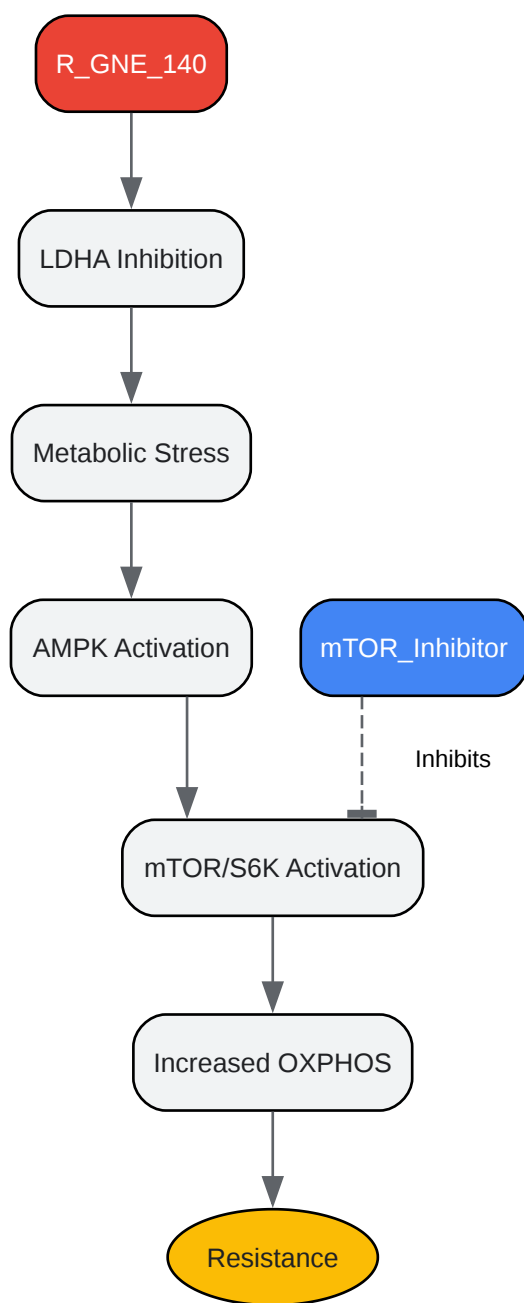 R_GNE_140
LDHA Inhibition
Metabolic Stress
AMPK Activation
mTOR_Inhibitor
Inhibits
mTOR/S6K Activation
Increased OXPHOS
Resistance